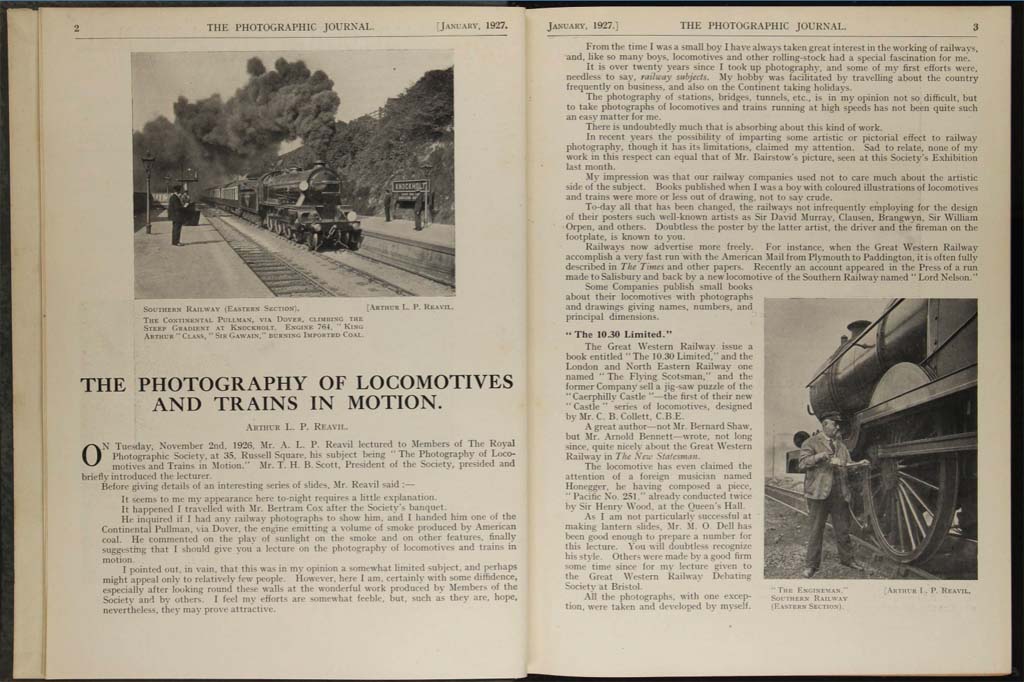 2
THE PHOTOGRAPHIC JOURNAL.
[JANUARY, 1927.
KNOCKHOLT
SOUTHERN RAILWAY (EASTERN SECTION).
[ARTHUR L. P. REAVIL.
THE CONTINENTAL PULLMAN, VIA DOVER, CLIMBING THE
STEEP GRADIENT AT KNOCKHOLT. ENGINE 764, "KING
ARTHUR" CLASS, "SIR GAWAIN," BURNING IMPORTED COAL.
THE PHOTOGRAPHY OF LOCOMOTIVES
AND TRAINS IN MOTION.
ARTHUR L. P. REAVIL.
ON Tuesday, November 2nd, 1926, Mr. A. L. P. Reavil lectured to Members of The Royal
Photographic Society, at 35, Russell Square, his subject being "The Photography of Loco-
motives and Trains in Motion." Mr. T. H. B. Scott, President of the Society, presided and
briefly introduced the lecturer.
Before giving details of an interesting series of slides, Mr. Reavil said :—
It seems to me my appearance here to-night requires a little explanation.
It happened I travelled with Mr. Bertram Cox after the Society's banquet.
He inquired if I had any railway photographs to show him, and I handed him one of the
Continental Pullman, via Dover, the engine emitting a volume of smoke produced by American
coal. He commented on the play of sunlight on the smoke and on other features, finally
suggesting that I should give you a lecture on the photography of locomotives and trains in
motion.
I pointed out, in vain, that this was in my opinion a somewhat limited subject, and perhaps
might appeal only to relatively few people. However, here I am, certainly with some diffidence,
especially after looking round these walls at the wonderful work produced by Members of the
Society and by others. I feel my efforts are somewhat feeble, but, such as they are, hope,
nevertheless, they may prove attractive.
JANUARY, 1927.]
THE PHOTOGRAPHIC JOURNAL.
3
From the time I was a small boy I have always taken great interest in the working of railways,
and, like so many boys, locomotives and other rolling-stock had a special fascination for me.
It is over twenty years since I took up photography, and some of my first efforts were,
needless to say, railway subjects. My hobby was facilitated by travelling about the country
frequently on business, and also on the Continent taking holidays.
The photography of stations, bridges, tunnels, etc., is in my opinion not so difficult, but
to take photographs of locomotives and trains running at high speeds has not been quite such
an easy matter for me.
There is undoubtedly much that is absorbing about this kind of work.
In recent years the possibility of imparting some artistic or pictorial effect to railway
photography, though it has its limitations, claimed my attention. Sad to relate, none of my
work in this respect can equal that of Mr. Bairstow's picture, seen at this Society's Exhibition
last month.
My impression was that our railway companies used not to care much about the artistic
side of the subject. Books published when I was a boy with coloured illustrations of locomotives
and trains were more or less out of drawing, not to say crude.
To-day all that has been changed, the railways not infrequently employing for the design
of their posters such well-known artists as Sir David Murray, Clausen, Brangwyn, Sir William
Orpen, and others. Doubtless the poster by the latter artist, the driver and the fireman on the
footplate, is known to you.
Railways now advertise more freely. For instance, when the Great Western Railway
accomplish a very fast run with the American Mail from Plymouth to Paddington, it is often fully
described in The Times and other papers. Recently an account appeared in the Press of a run
made to Salisbury and back by a new locomotive of the Southern Railway named "Lord Nelson."
Some Companies publish small books
about their locomotives with photographs
and drawings giving names, numbers, and
principal dimensions.
"The 10.30 Limited."
The Great Western Railway issue a
book entitled "The 10.30 Limited," and the
London and North Eastern Railway one
named "The Flying Scotsman," and the
former Company sell a jig-saw puzzle of the
"Caerphilly Castle"—the first of their new
"Castle" series of locomotives, designed
by Mr. C. B. Collett, C.B.E.
A great author—not Mr. Bernard Shaw,
but Mr. Arnold Bennett—wrote, not long
since, quite nicely about the Great Western
Railway in The New Statesman.
The locomotive has even claimed the
attention of a foreign musician named
Honegger, he having composed a piece,
"Pacific No. 251," already conducted twice
by Sir Henry Wood, at the Queen's Hall.
As I am not particularly successful at
making lantern slides, Mr. M. O. Dell has
been good enough to prepare a number for
this lecture. You will doubtless recognize
his style. Others were made by a good firm
some time since for my lecture given to
the Great Western Railway Debating
Society at Bristol.
All the photographs, with one excep-
tion, were taken and developed by myself.
"THE ENGINEMAN,"
SOUTHERN RAILWAY
(EASTERN SECTION).
[ARTHUR L. P. REAVIL.